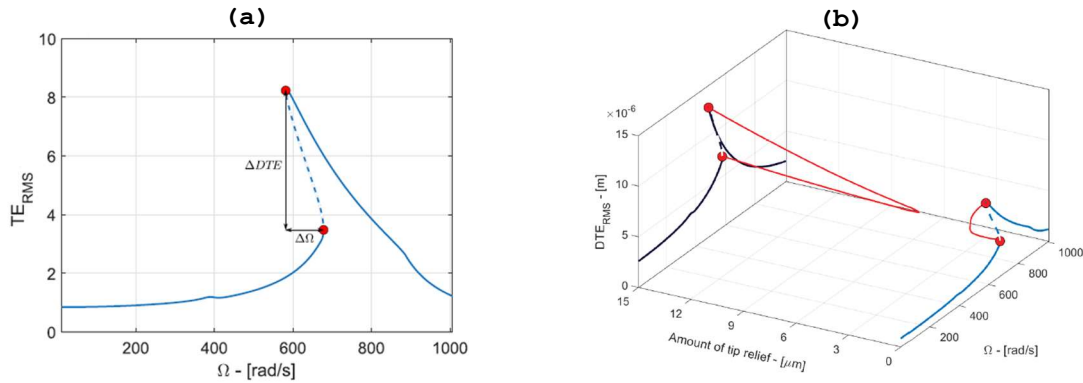 (a)
10
8
6
4
2
0
TE_RMS
ΔDTE
ΔΩ
200 400 600 800 1000
Ω - [rad/s]
(b)
×10⁻⁶
15
10
5
0
DTE_RMS - [m]
15 12 9 6 3 0
Amount of tip relief - [μm]
200 400 600 800 1000
Ω - [rad/s]